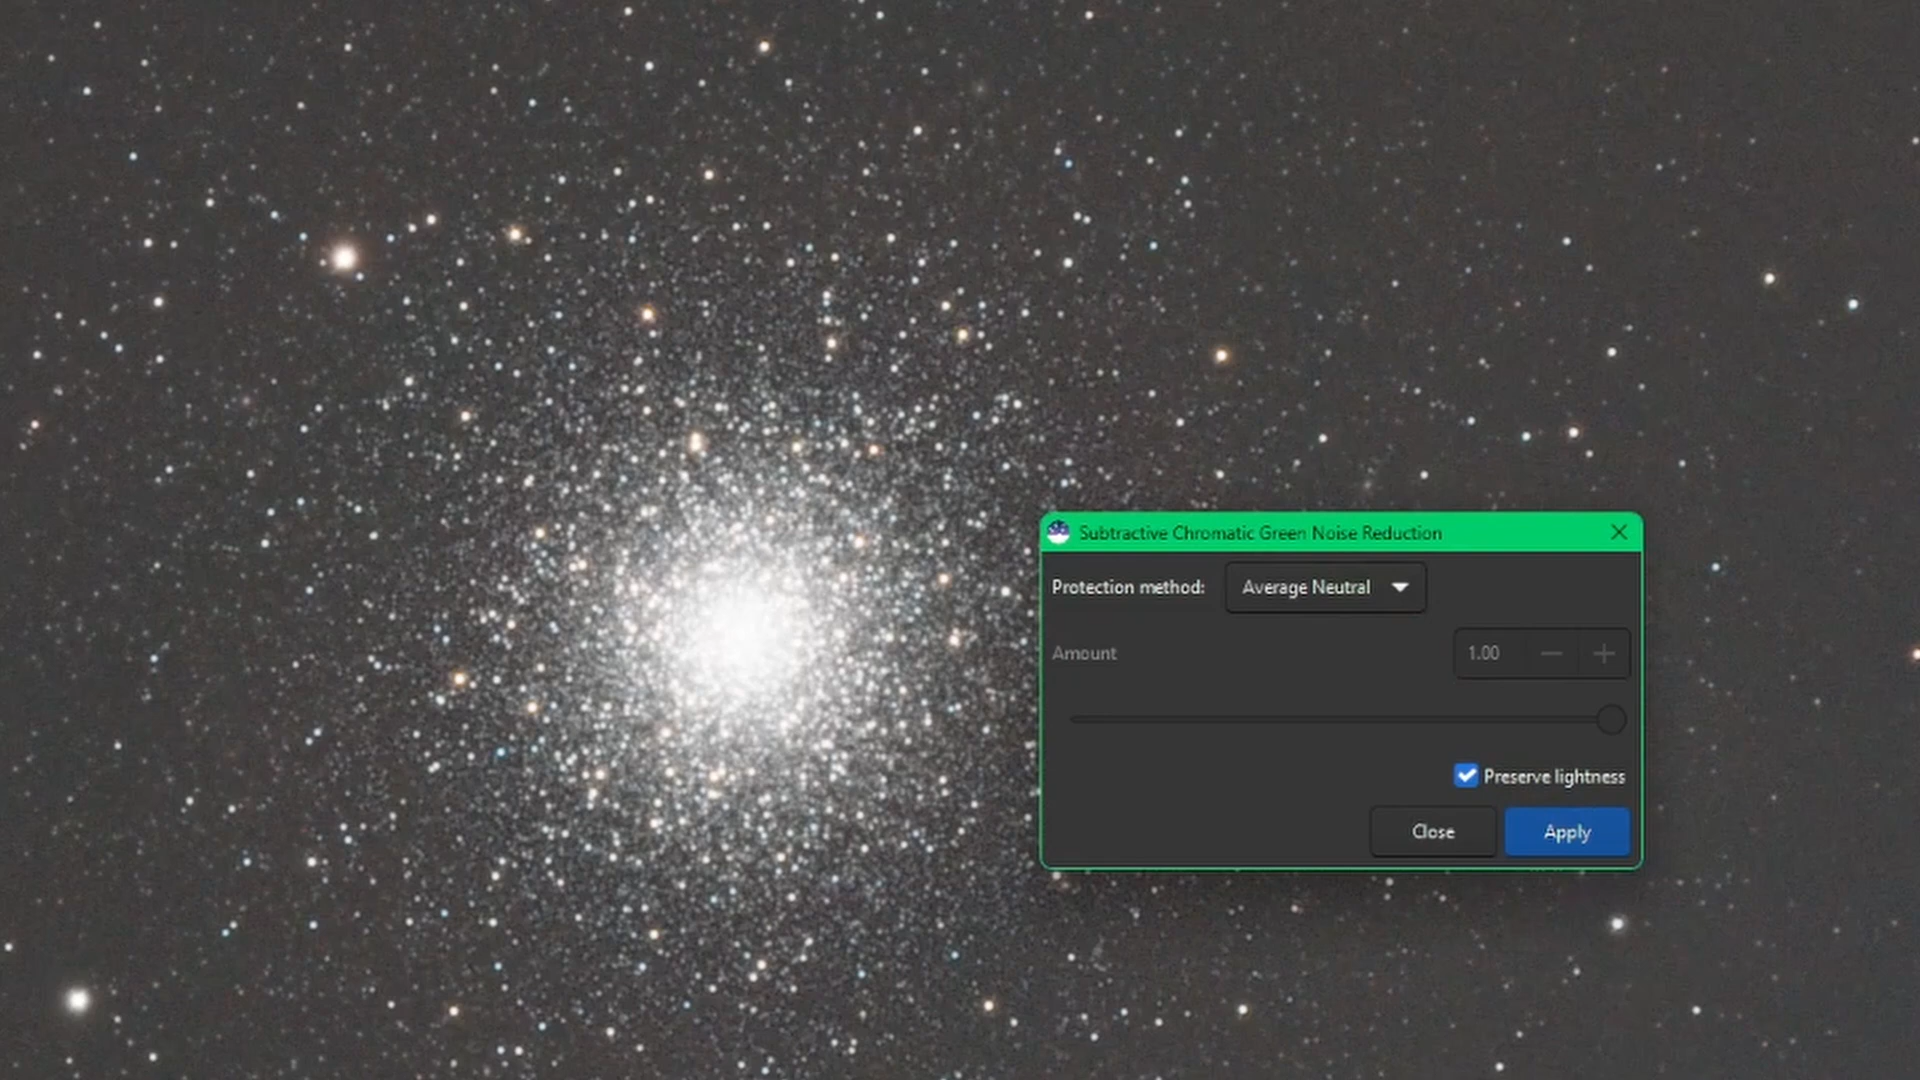 Subtractive Chromatic Green Noise Reduction
Protection method: Average Neutral
Amount 1.00
Preserve lightness
Close Apply